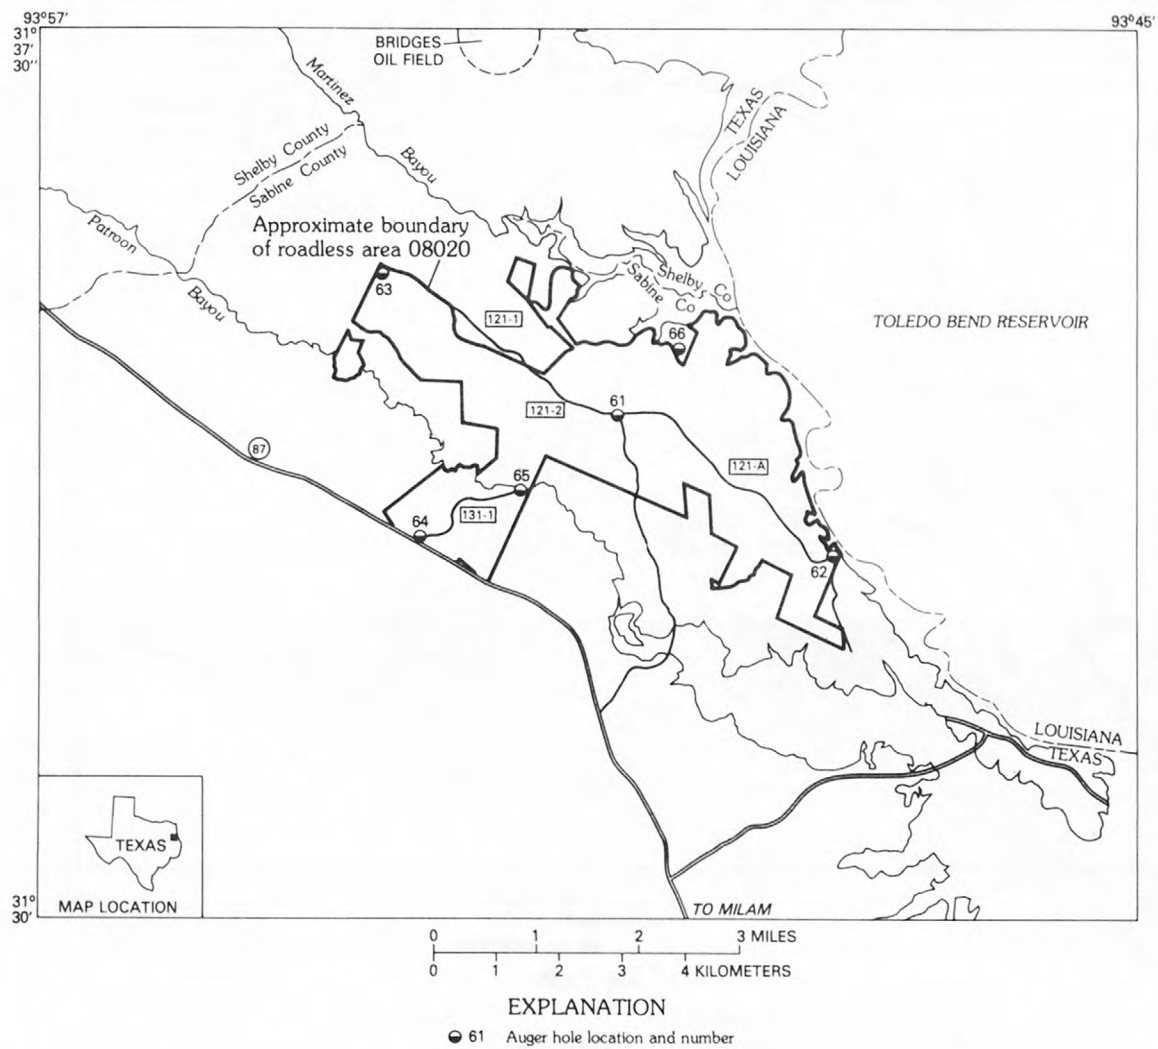 93°57'
93°45'
31°
37'
30"
BRIDGES
OIL FIELD
Martinez
Bayou
TEXAS
LOUISIANA
Shelby County
Sabine County
Patroon
Bayou
Approximate boundary
of roadless area 08020
63
121-1
Shelby Co
Sabine Co
66
TOLEDO BEND RESERVOIR
121-2
61
87
121-A
65
131-1
64
62
LOUISIANA
TEXAS
TEXAS
MAP LOCATION
31°
30'
TO MILAM
0 1 2 3 MILES
0 1 2 3 4 KILOMETERS
EXPLANATION
61 Auger hole location and number